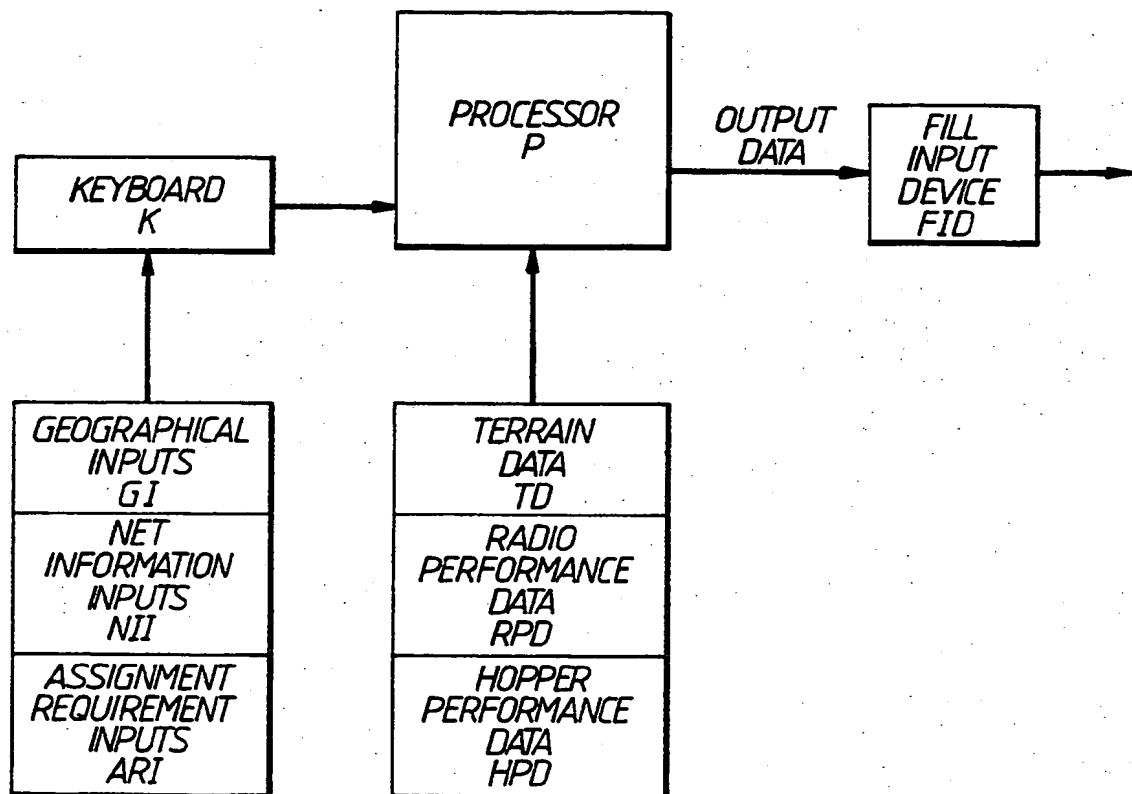 PROCESSOR
P
OUTPUT
DATA
FILL
INPUT
DEVICE
FID
KEYBOARD
K
GEOGRAPHICAL
INPUTS
GI
NET
INFORMATION
INPUTS
NII
ASSIGNMENT
REQUIREMENT
INPUTS
ARI
TERRAIN
DATA
TD
RADIO
PERFORMANCE
DATA
RPD
HOPPER
PERFORMANCE
DATA
HPD